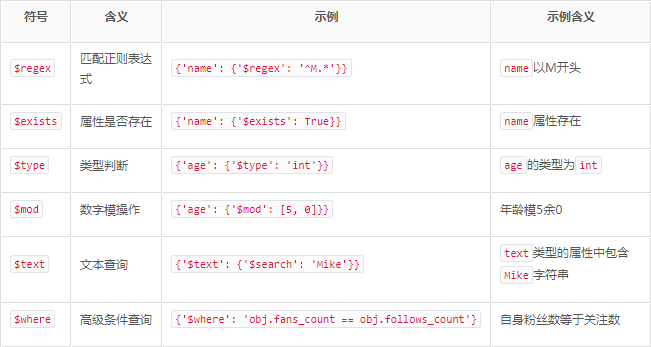 符号 含义 示例 示例含义
$regex 匹配正则表达式 {'name': {'$regex': '^M.*'}} name以M开头
$exists 属性是否存在 {'name': {'$exists': True}} name属性存在
$type 类型判断 {'age': {'$type': 'int'}} age的类型为int
$mod 数字模操作 {'age': {'$mod': [5, 0]}} 年龄模5余0
$text 文本查询 {'$text': {'$search': 'Mike'}} text类型的属性中包含Mike字符串
$where 高级条件查询 {'$where': 'obj.fans_count == obj.follows_count'} 自身粉丝数等于关注数